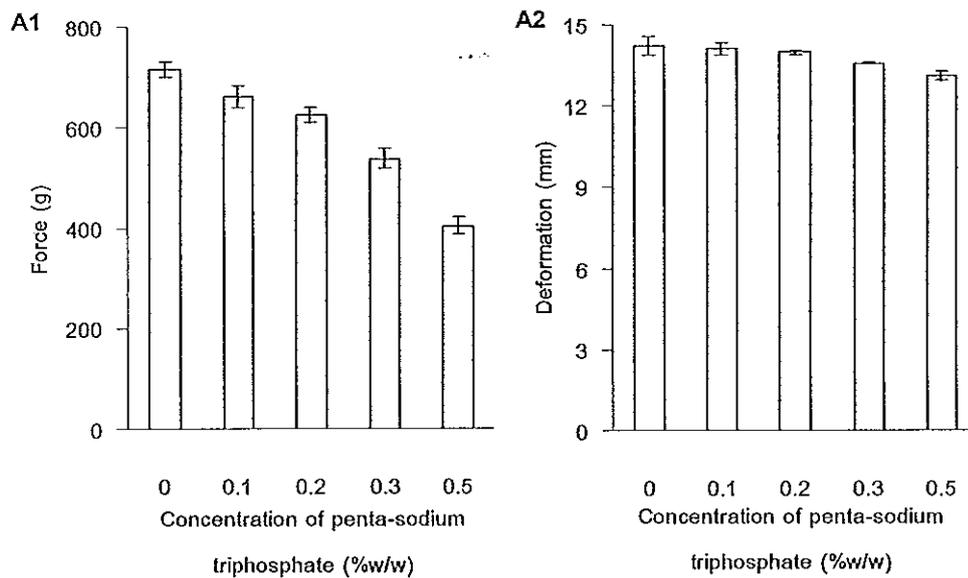 A1
800
600
400
200
0
Force (g)
0 0.1 0.2 0.3 0.5
Concentration of penta-sodium
triphosphate (%w/w)
A2
15
12
9
6
3
0
Deformation (mm)
0 0.1 0.2 0.3 0.5
Concentration of penta-sodium
triphosphate (%w/w)